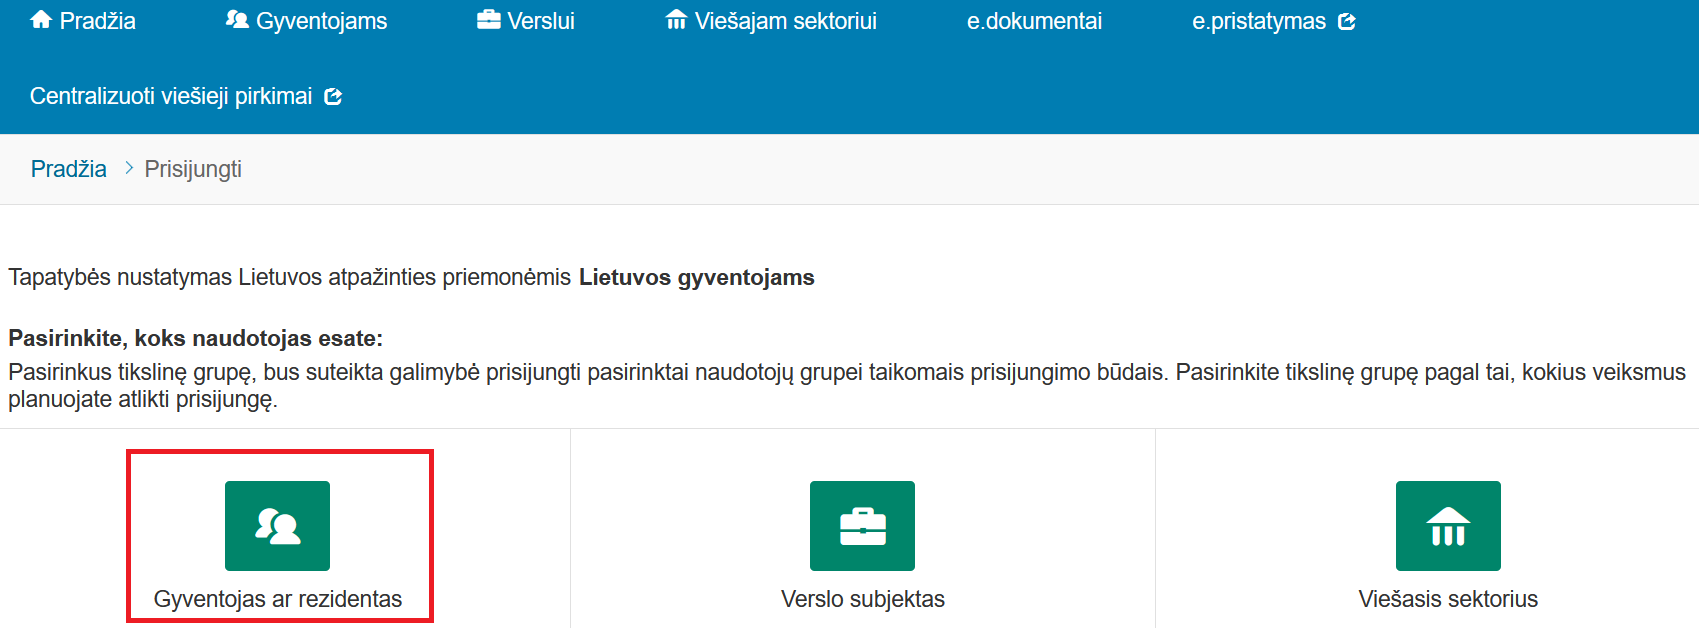 Pradžia Gyventojams Verslui Viešajam sektoriui e.dokumentai e.pristatymas
Centralizuoti viešieji pirkimai
Pradžia Prisijungti
Tapatybės nustatymas Lietuvos atpažinties priemonėmis Lietuvos gyventojams
Pasirinkite, koks naudotojas esate:
Pasirinkus tikslinę grupę, bus suteikta galimybė prisijungti pasirinktai naudotojų grupei taikomais prisijungimo būdais. Pasirinkite tikslinę grupę pagal tai, kokius veiksmus
planuojate atlikti prisijungę.
Gyventojas ar rezidentas Verslo subjektas Viešasis sektorius